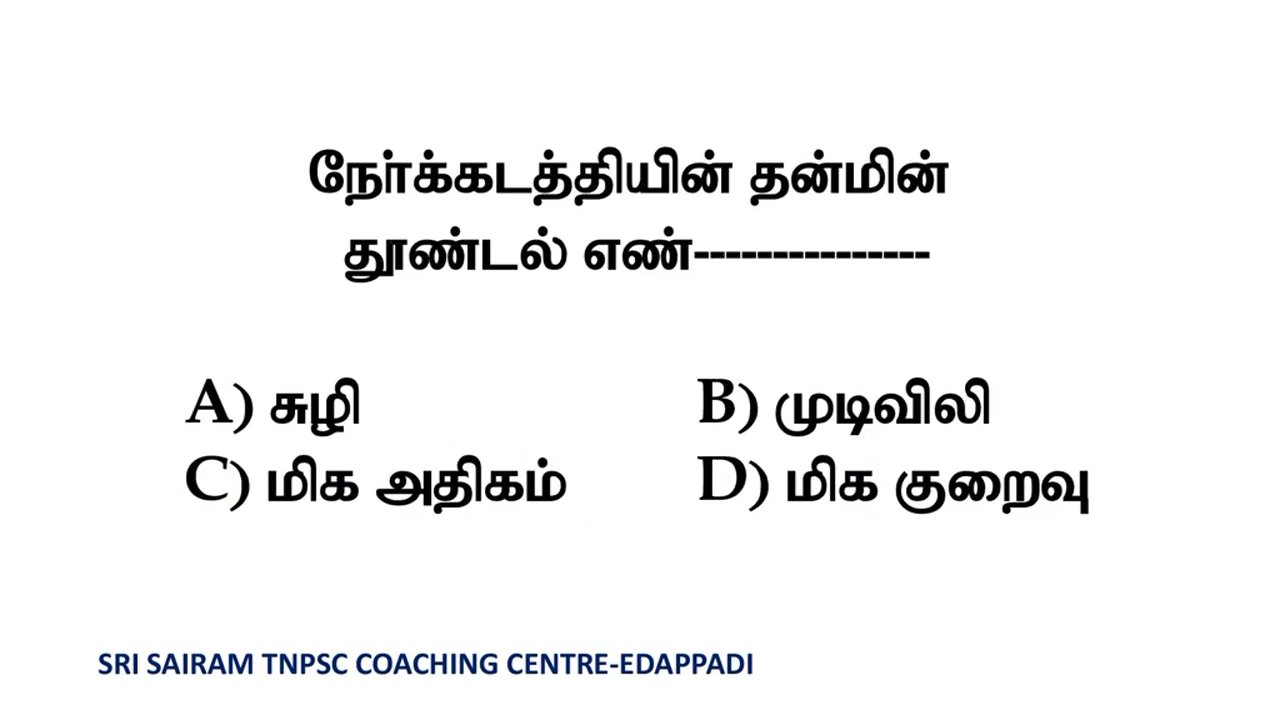 நேர்க்கடத்தியின் தன்மின்
தூண்டல் எண்---------------
A) சுழி B) முடிவிலி
C) மிக அதிகம் D) மிக குறைவு
SRI SAIRAM TNPSC COACHING CENTRE-EDAPPADI